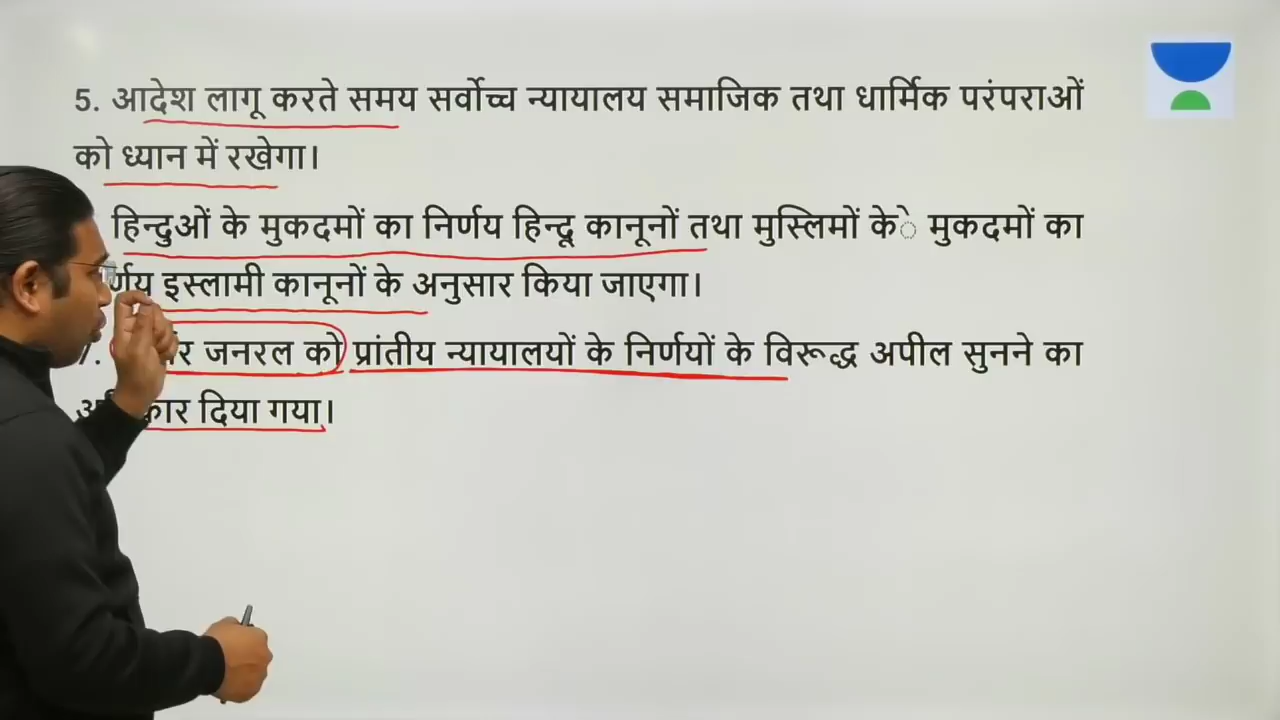 5. आदेश लागू करते समय सर्वोच्च न्यायालय समाजिक तथा धार्मिक परंपराओं
को ध्यान में रखेगा।
हिन्दुओं के मुकदमों का निर्णय हिन्दू कानूनों तथा मुस्लिमों केे मुकदमों का
इस्लामी कानूनों के अनुसार किया जाएगा।
7. जनरल को प्रांतीय न्यायालयों के निर्णयों के विरूद्ध अपील सुनने का
दिया गया।